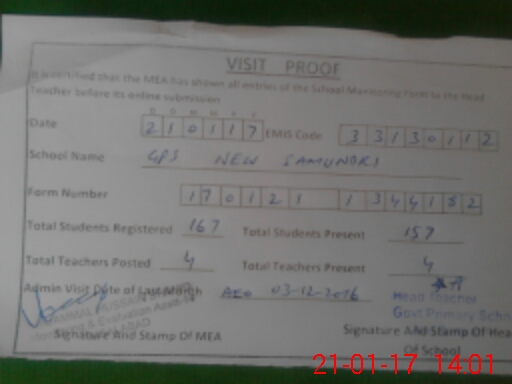 VISIT PROOF
It is certified that the MEA has shown all entries of the School Monitoring Form to the Head
Teacher before its online submission
D D M M Y Y
Date 2 1 0 1 1 7 EMIS Code 3 3 1 3 0 1 1 2
School Name GPS NEW SAMUNDRI
Form Number 1 7 0 1 2 1 1 3 4 4 1 5 2
Total Students Registered 167 Total Students Present 157
Total Teachers Posted 4 Total Teachers Present 4
Admin Visit Date of Last Month AEO 03-12-2016
Head Teacher
Monitoring & Evaluation Govt Primary Scho
Signature And Stamp Of MEA Signature And Stamp Of Head
Of School
21-01-17 14:01